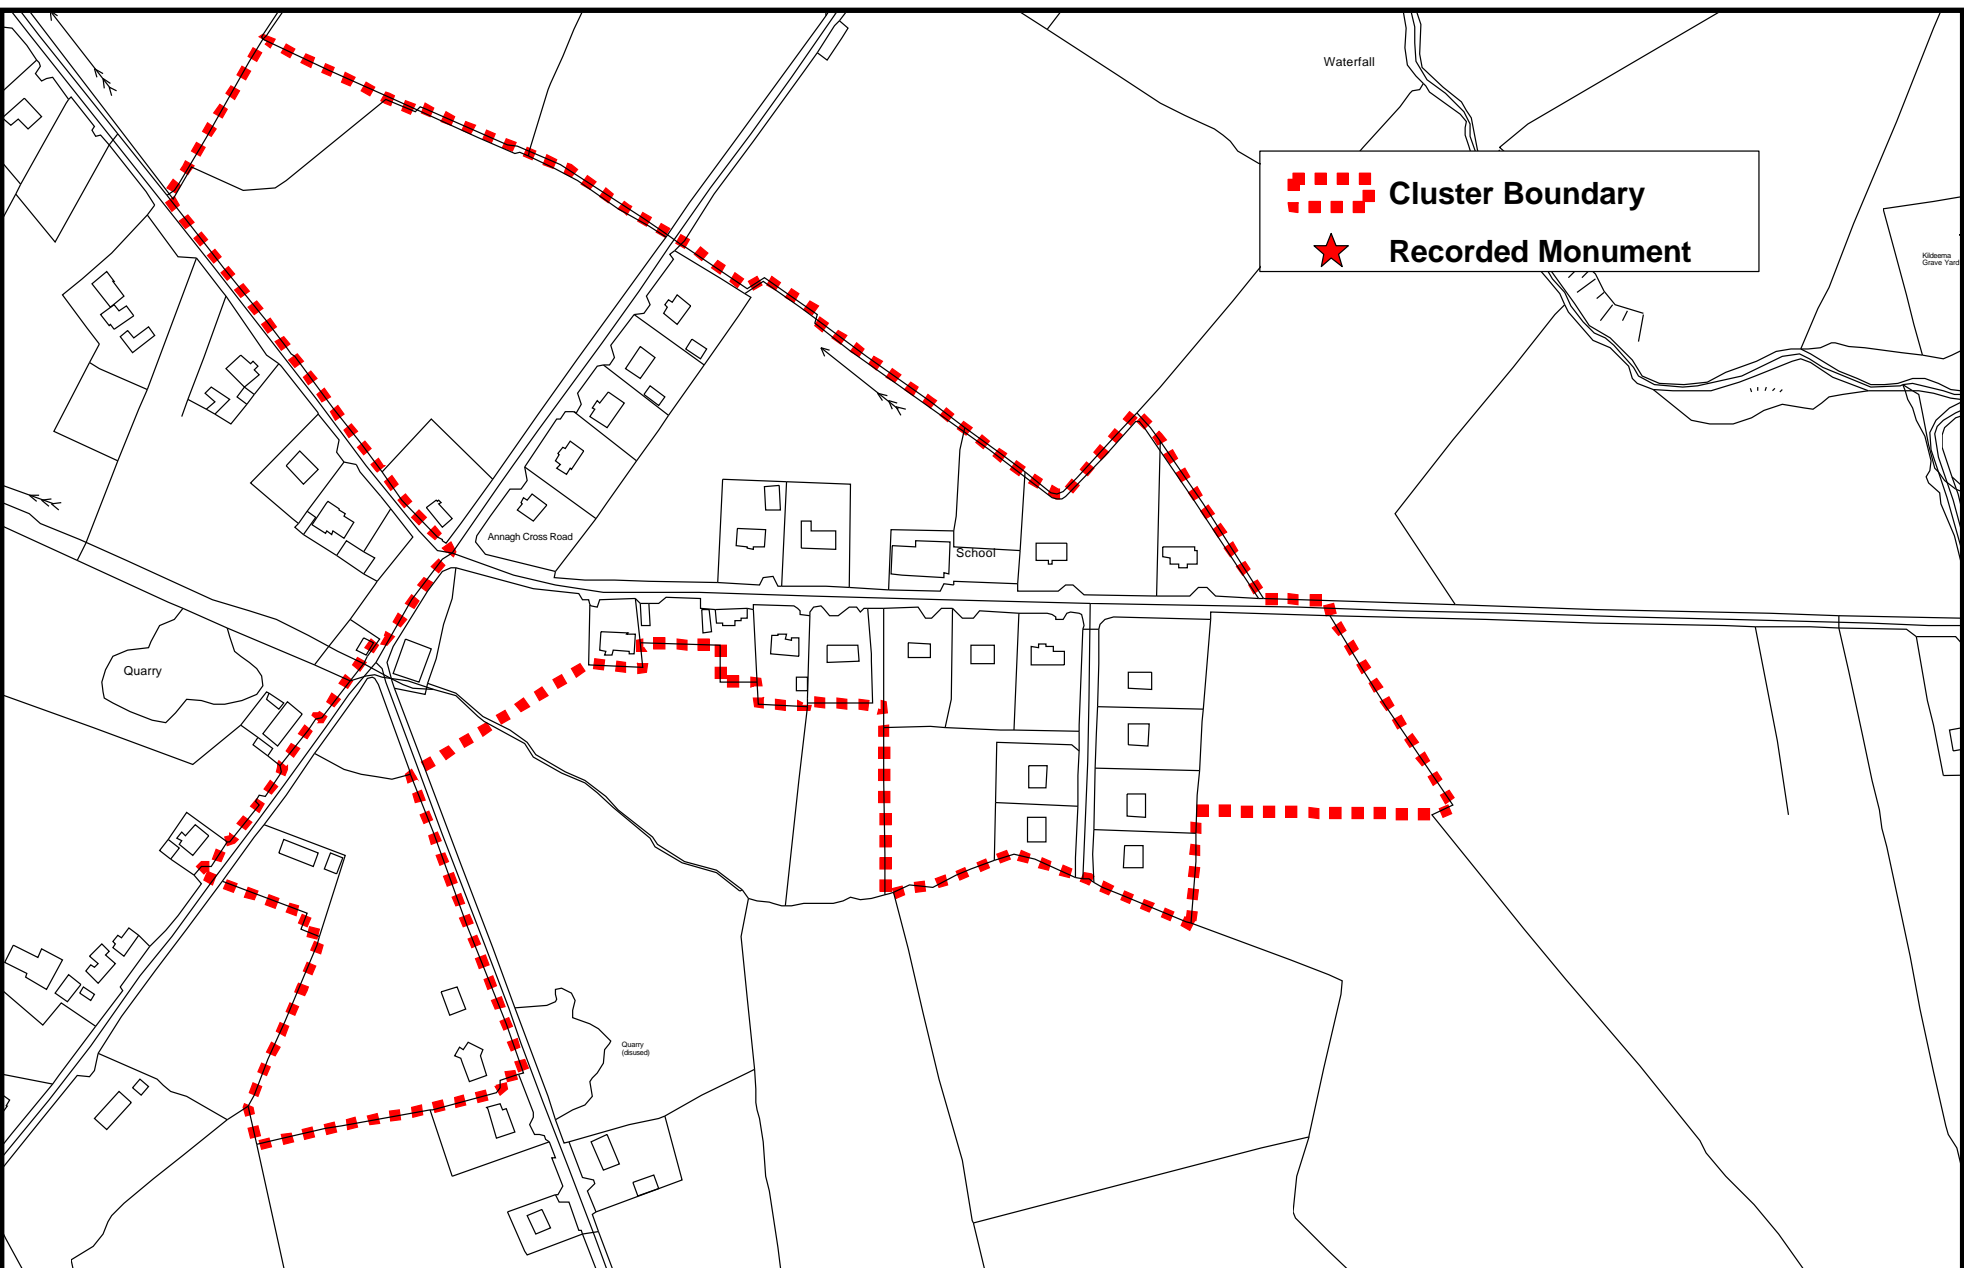 Waterfall
Cluster Boundary
Recorded Monument
Kildeema
Grave Yard
Annagh Cross Road
School
Quarry
Quarry
(disused)